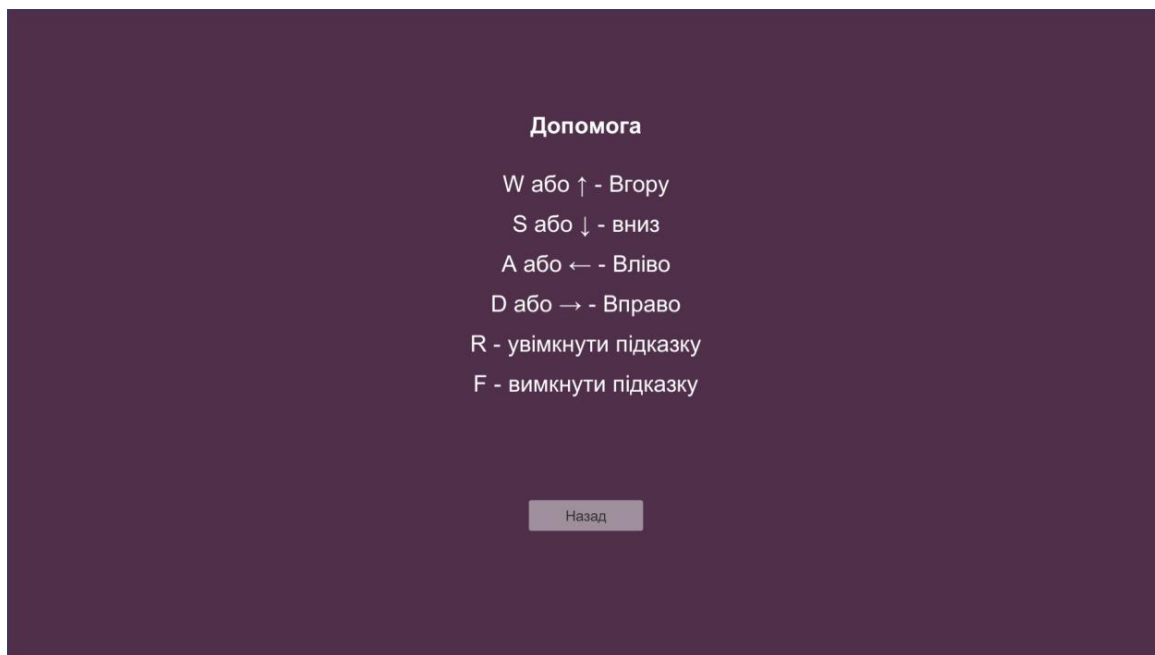 Допомога
W або ↑ - Вгору
S або ↓ - вниз
A або ← - Вліво
D або → - Вправо
R - увімкнути підказку
F - вимкнути підказку
Назад